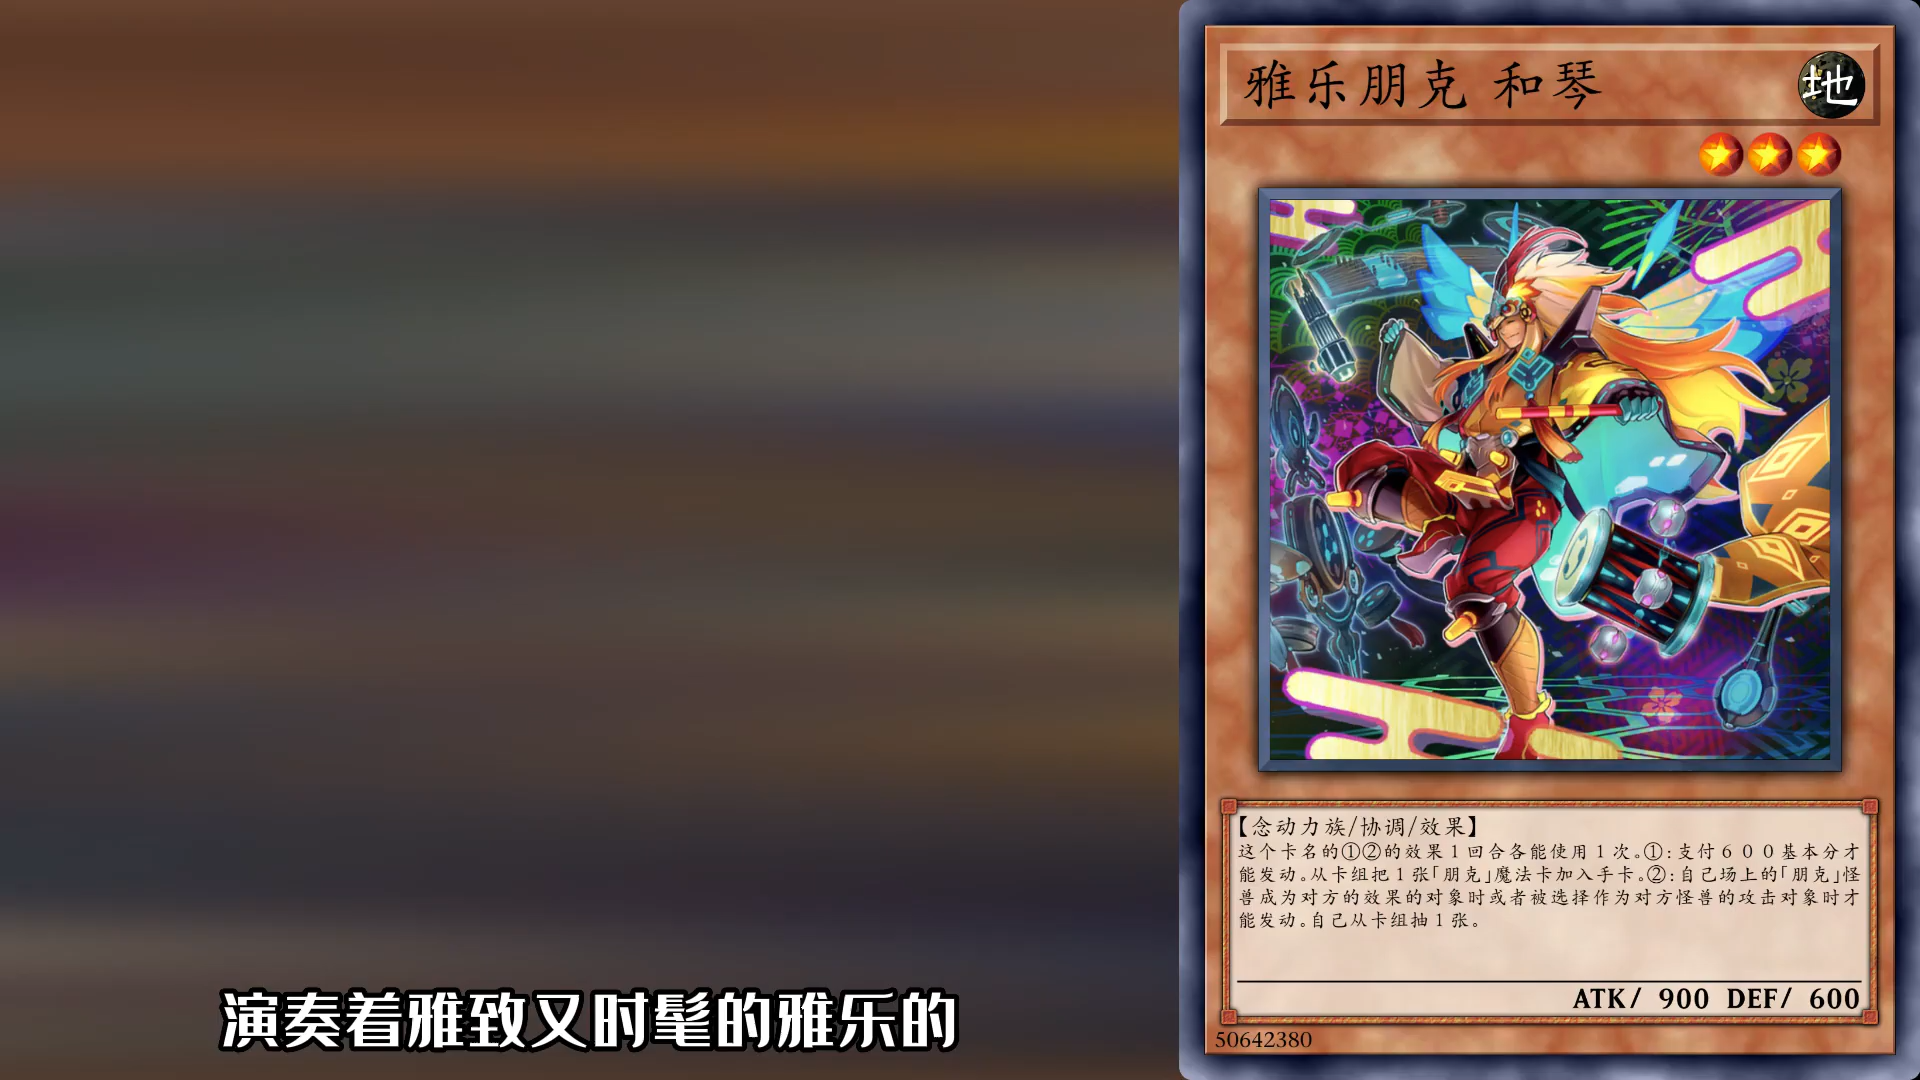 雅乐朋克 和琴
地
【念动力族/协调/效果】
这个卡名的①②的效果1回合各能使用1次。①:支付600基本分才
能发动。从卡组把1张「朋克」魔法卡加入手卡。②:自己场上的「朋克」怪
兽成为对方的效果的对象时或者被选择作为对方怪兽的攻击对象时才
能发动。自己从卡组抽1张。
ATK/ 900 DEF/ 600
50642380
演奏着雅致又时髦的雅乐的